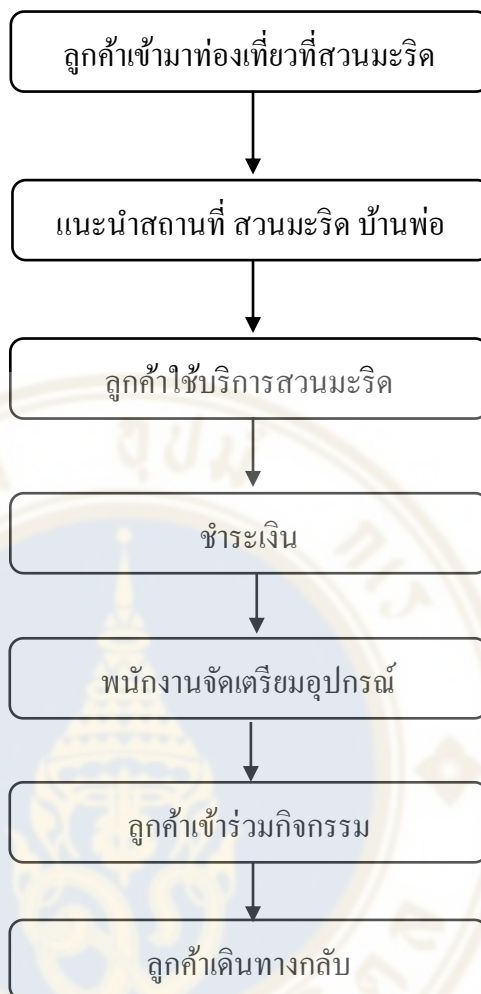 ลูกค้าเข้ามาท่องเที่ยวที่สวนมะริด
แนะนำสถานที่ สวนมะริด บ้านพ่อ
ลูกค้าใช้บริการสวนมะริด
ชำระเงิน
พนักงานจัดเตรียมอุปกรณ์
ลูกค้าเข้าร่วมกิจกรรม
ลูกค้าเดินทางกลับ